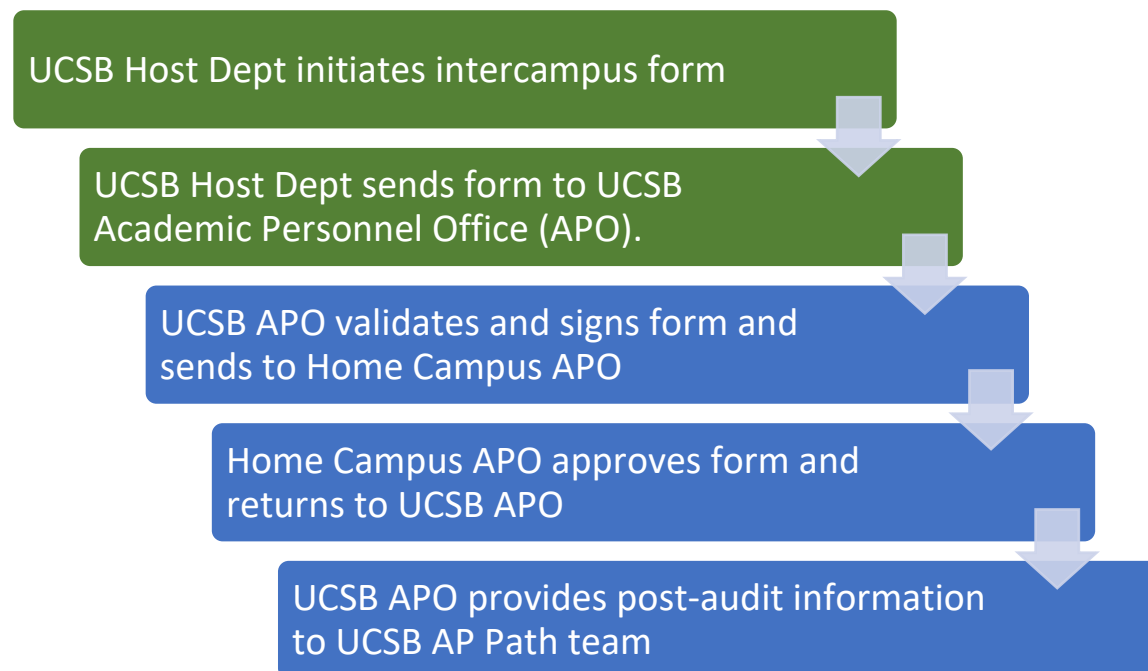 UCSB Host Dept initiates intercampus form
UCSB Host Dept sends form to UCSB
Academic Personnel Office (APO).
UCSB APO validates and signs form and
sends to Home Campus APO
Home Campus APO approves form and
returns to UCSB APO
UCSB APO provides post-audit information
to UCSB AP Path team